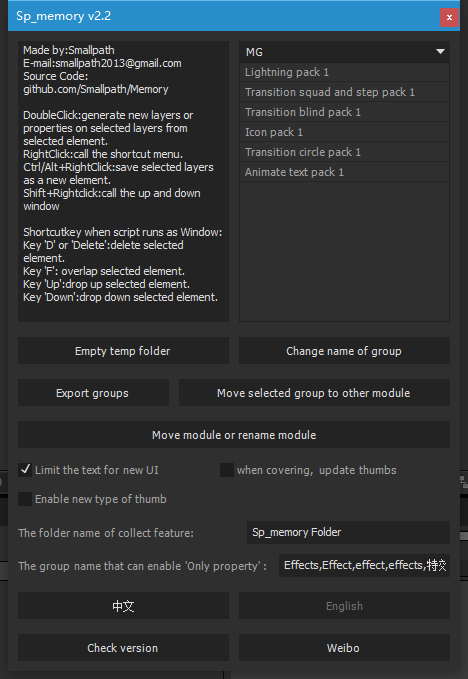 Sp_memory v2.2
x
Made by:Smallpath
E-mail:smallpath2013@gmail.com
Source Code:
github.com/Smallpath/Memory
DoubleClick:generate new layers or
properties on selected layers from
selected element.
RightClick:call the shortcut menu.
Ctrl/Alt+RightClick:save selected layers
as a new element.
Shift+Rightclick:call the up and down
window
Shortcutkey when script runs as Window:
Key 'D' or 'Delete':delete selected
element.
Key 'F': overlap selected element.
Key 'Up':drop up selected element.
Key 'Down':drop down selected element.
MG
Lightning pack 1
Transition squad and step pack 1
Transition blind pack 1
Icon pack 1
Transition circle pack 1
Animate text pack 1
Empty temp folder
Change name of group
Export groups
Move selected group to other module
Move module or rename module
Limit the text for new UI
when covering, update thumbs
Enable new type of thumb
The folder name of collect feature:
Sp_memory Folder
The group name that can enable 'Only property' :
Effects,Effect,effect,effects,特效
中文
English
Check version
Weibo